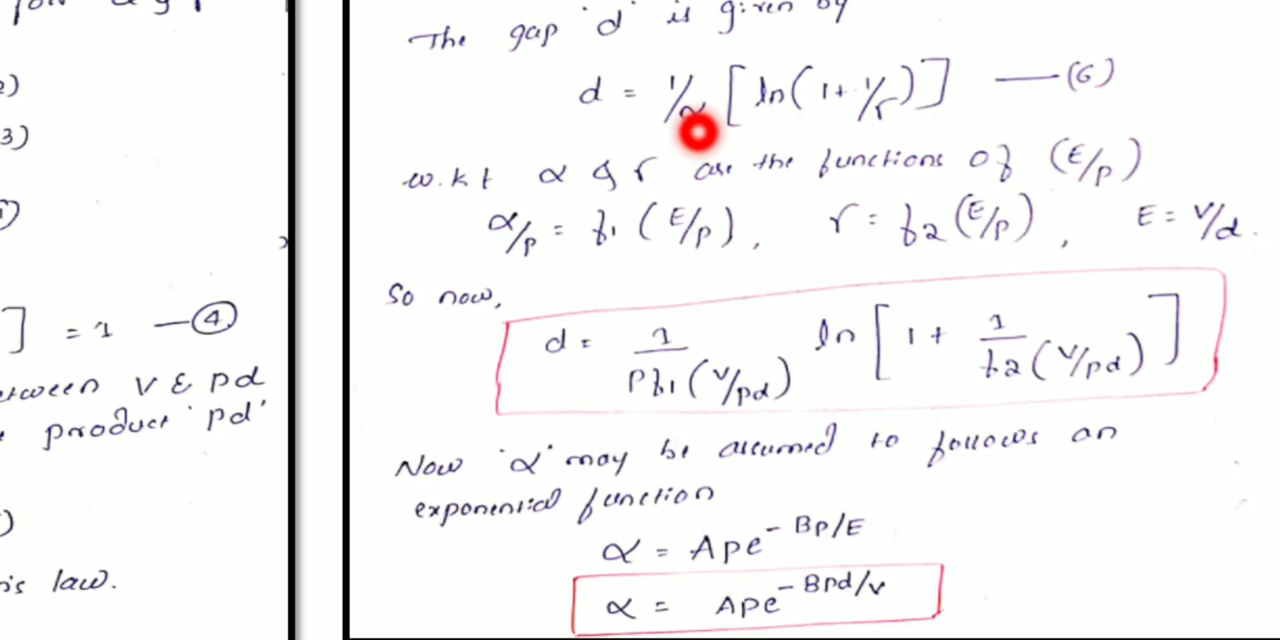 2)
3)
] = 1 — ④
between V & pd
product 'pd'
law.
The gap 'd' is given by
d = 1/α [ln(1 + 1/r)] — (6)
w.k.t α & r are the functions of (E/p)
α/p = f1 (E/p), r = f2 (E/p), E = V/d.
So now,
d = 1/(Pf1(V/pd)) ln [1 + 1/(f2(V/pd))]
Now 'α' may be assumed to follows an
exponential function
α = Ape^-Bp/E
α = Ape^-Bpd/V